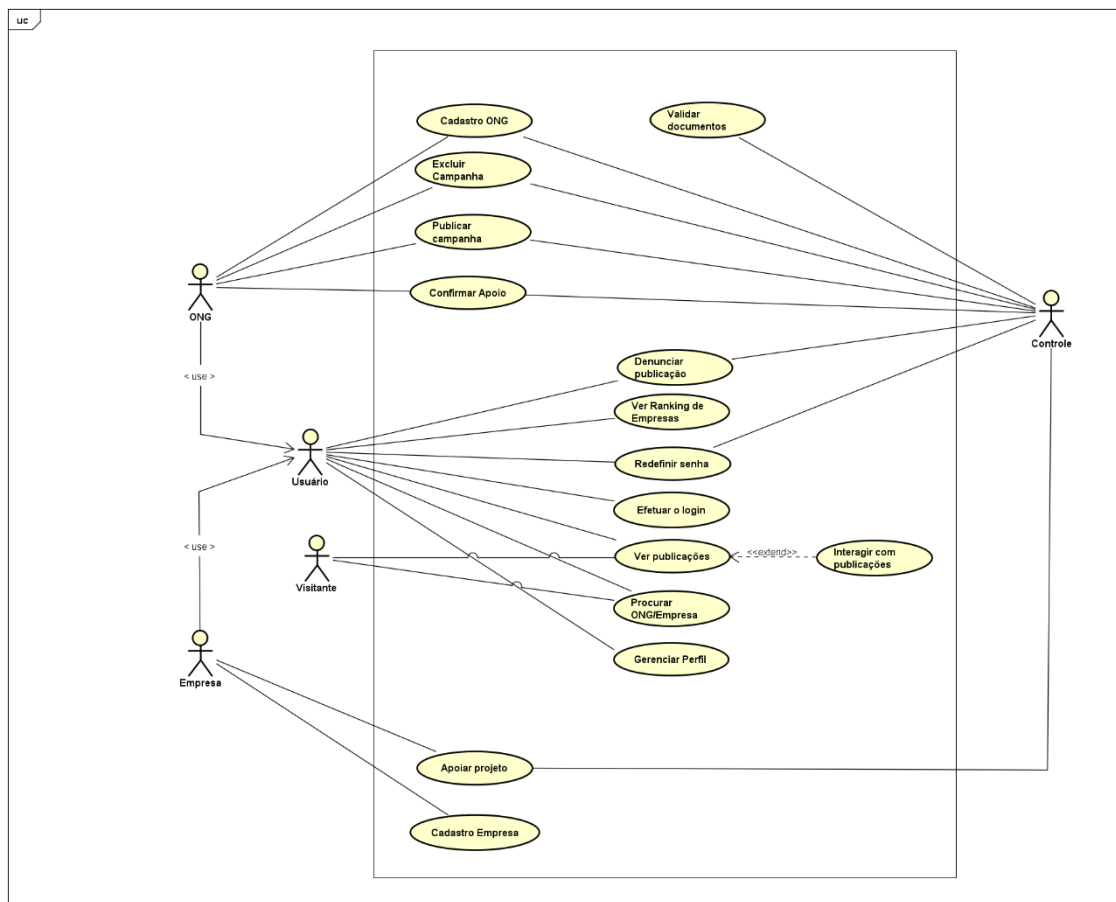 uc
Cadastro ONG
Validar
documentos
Excluir
Campanha
Publicar
campanha
Confirmar Apoio
ONG
Controle
< use >
Denunciar
publicação
Ver Ranking de
Empresas
Usuário
Redefinir senha
Efetuar o login
< use >
Ver publicações
<<extend>>
Interagir com
publicações
Visitante
Procurar
ONG/Empresa
Gerenciar Perfil
Empresa
Apoiar projeto
Cadastro Empresa